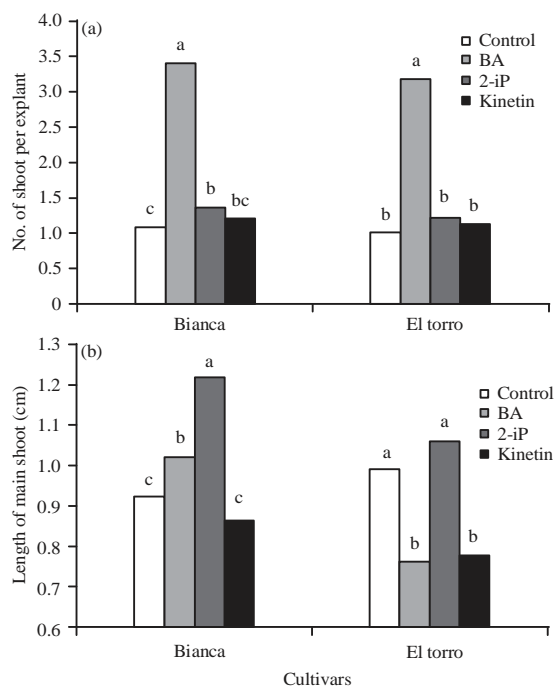 (a)
4.0
3.5
3.0
2.5
2.0
1.5
1.0
0.5
0
No. of shoot per explant
a
c
b
bc
a
b
b
b
Control
BA
2-iP
Kinetin
Bianca
El torro
(b)
1.3
1.2
1.1
1.0
0.9
0.8
0.7
0.6
Length of main shoot (cm)
c
b
a
c
a
b
a
b
Control
BA
2-iP
Kinetin
Bianca
El torro
Cultivars